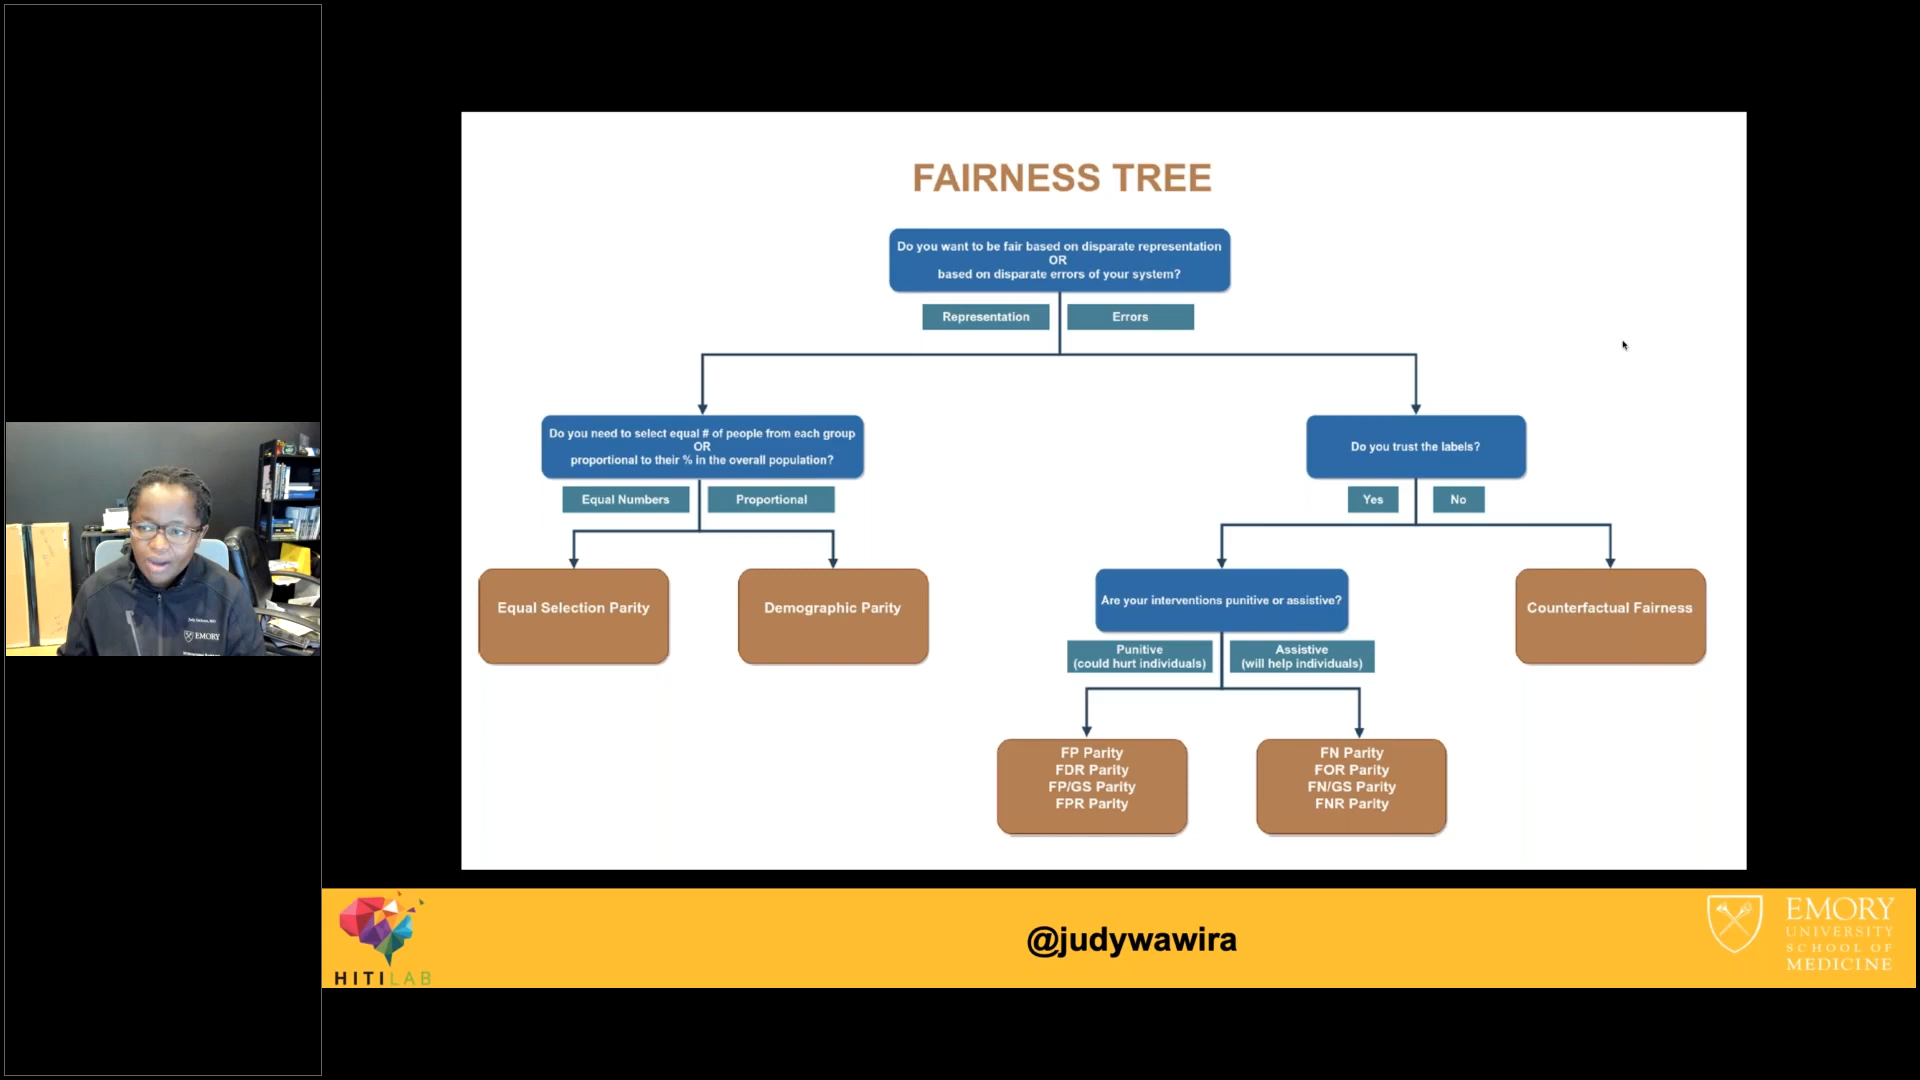 FAIRNESS TREE
Do you want to be fair based on disparate representation
OR
based on disparate errors of your system?
Representation
Errors
Do you need to select equal # of people from each group
OR
proportional to their % in the overall population?
Do you trust the labels?
Equal Numbers
Proportional
Yes
No
Equal Selection Parity
Demographic Parity
Are your interventions punitive or assistive?
Counterfactual Fairness
Punitive
(could hurt individuals)
Assistive
(will help individuals)
FP Parity
FDR Parity
FP/GS Parity
FPR Parity
FN Parity
FOR Parity
FN/GS Parity
FNR Parity
EMORY
HITILAB
@judywawira
EMORY
UNIVERSITY
SCHOOL OF
MEDICINE